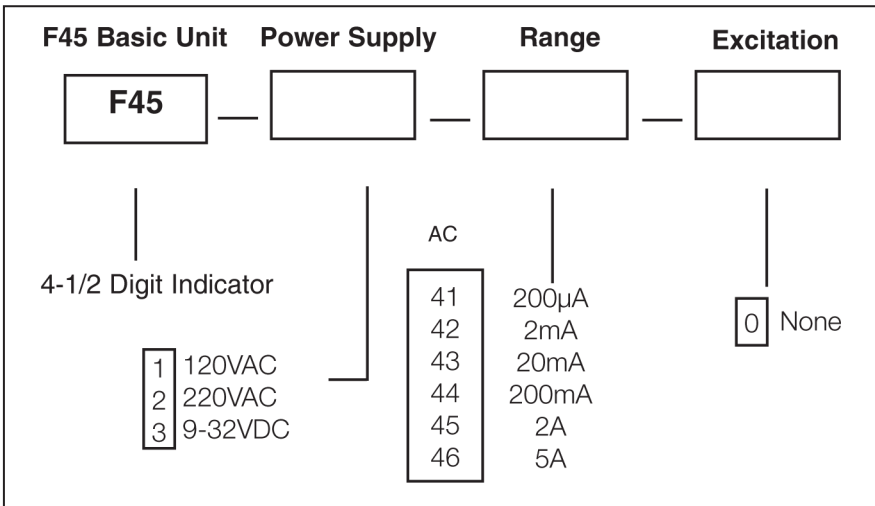 F45 Basic Unit Power Supply Range Excitation
F45
AC
4-1/2 Digit Indicator
41 200µA
42 2mA
43 20mA
44 200mA
45 2A
46 5A
0 None
1 120VAC
2 220VAC
3 9-32VDC